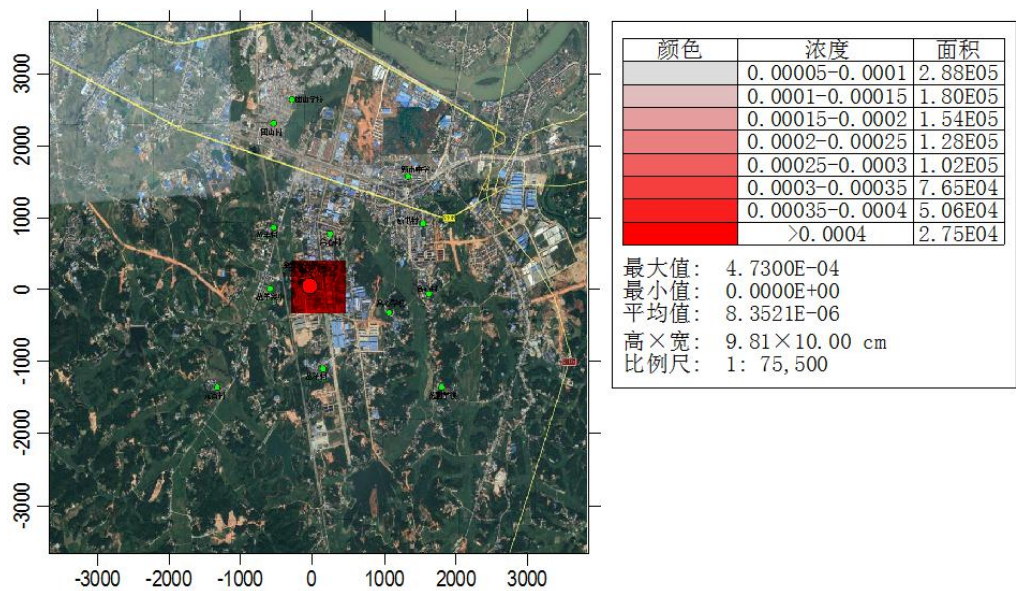 颜色 浓度 面积
0.00005-0.0001 2.88E05
0.0001-0.00015 1.80E05
0.00015-0.0002 1.54E05
0.0002-0.00025 1.28E05
0.00025-0.0003 1.02E05
0.0003-0.00035 7.65E04
0.00035-0.0004 5.06E04
>0.0004 2.75E04
最大值: 4.7300E-04
最小值: 0.0000E+00
平均值: 8.3521E-06
高×宽: 9.81×10.00 cm
比例尺: 1: 75,500
3000
2000
1000
0
-1000
-2000
-3000
-3000 -2000 -1000 0 1000 2000 3000